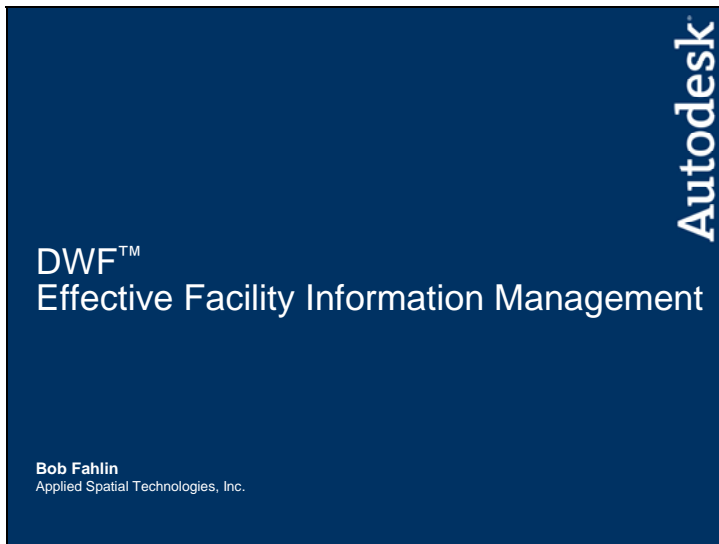 Autodesk
DWF™
Effective Facility Information Management
Bob Fahlin
Applied Spatial Technologies, Inc.